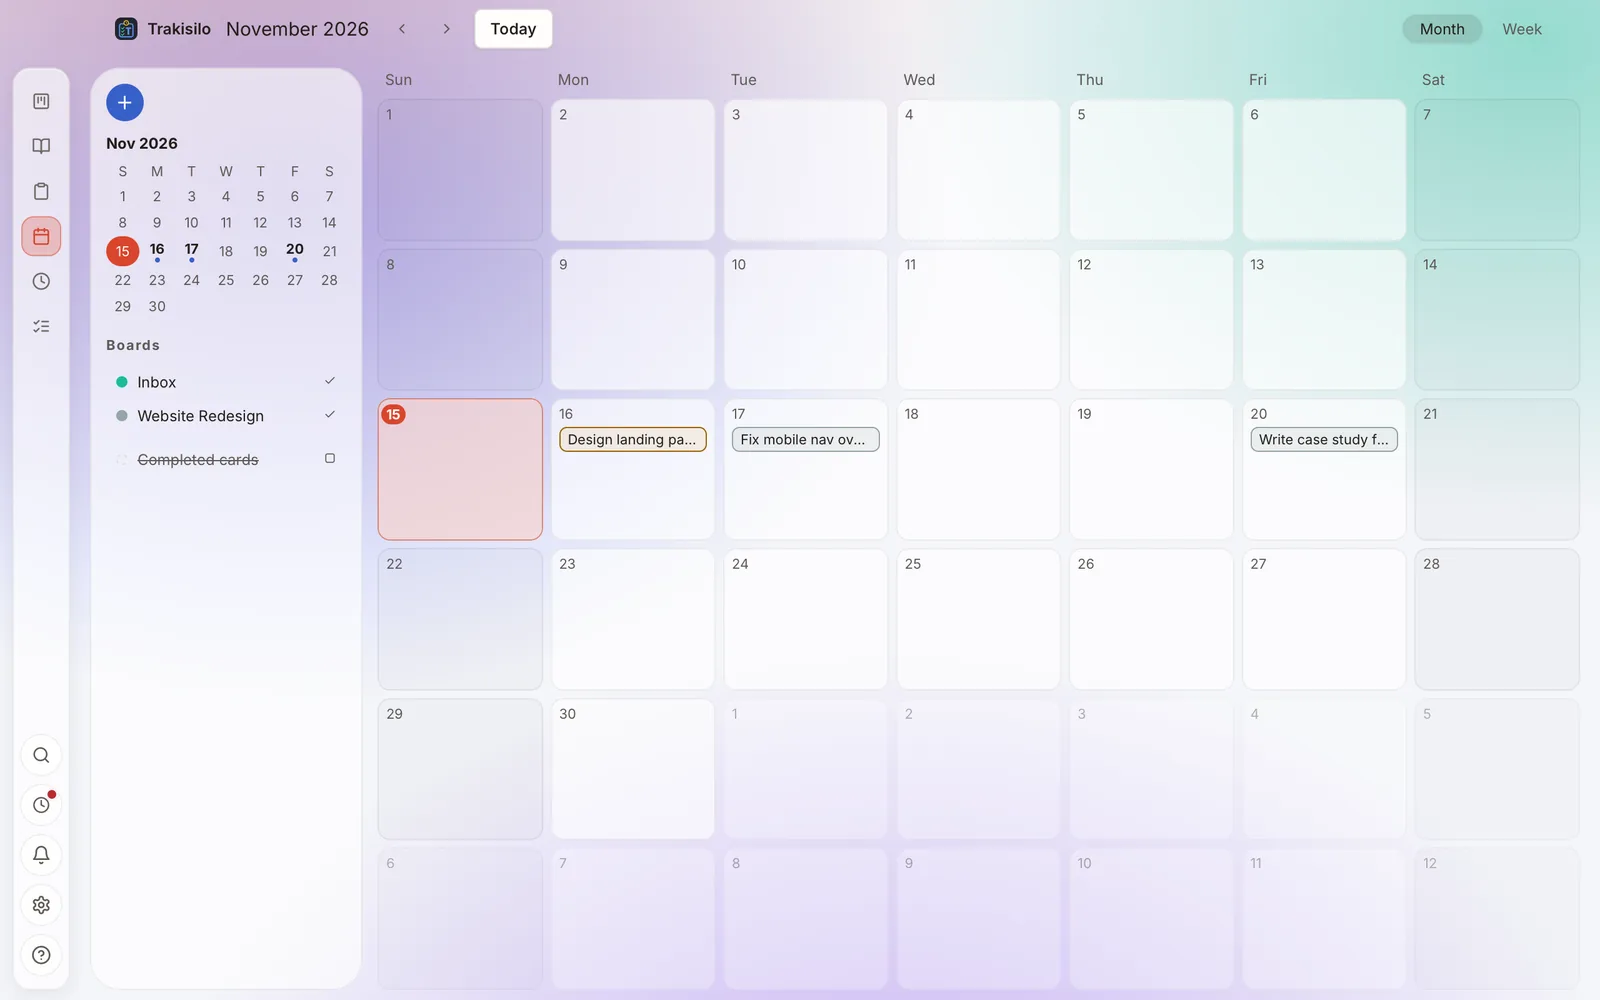 Trakisilo November 2026 Today Month Week
Nov 2026
S M T W T F S
1 2 3 4 5 6 7
8 9 10 11 12 13 14
15 16 17 18 19 20 21
22 23 24 25 26 27 28
29 30
Boards
Inbox
Website Redesign
Completed cards
Sun Mon Tue Wed Thu Fri Sat
1 2 3 4 5 6 7
8 9 10 11 12 13 14
15 16 17 18 19 20 21
Design landing pa... Fix mobile nav ov... Write case study f...
22 23 24 25 26 27 28
29 30 1 2 3 4 5
6 7 8 9 10 11 12